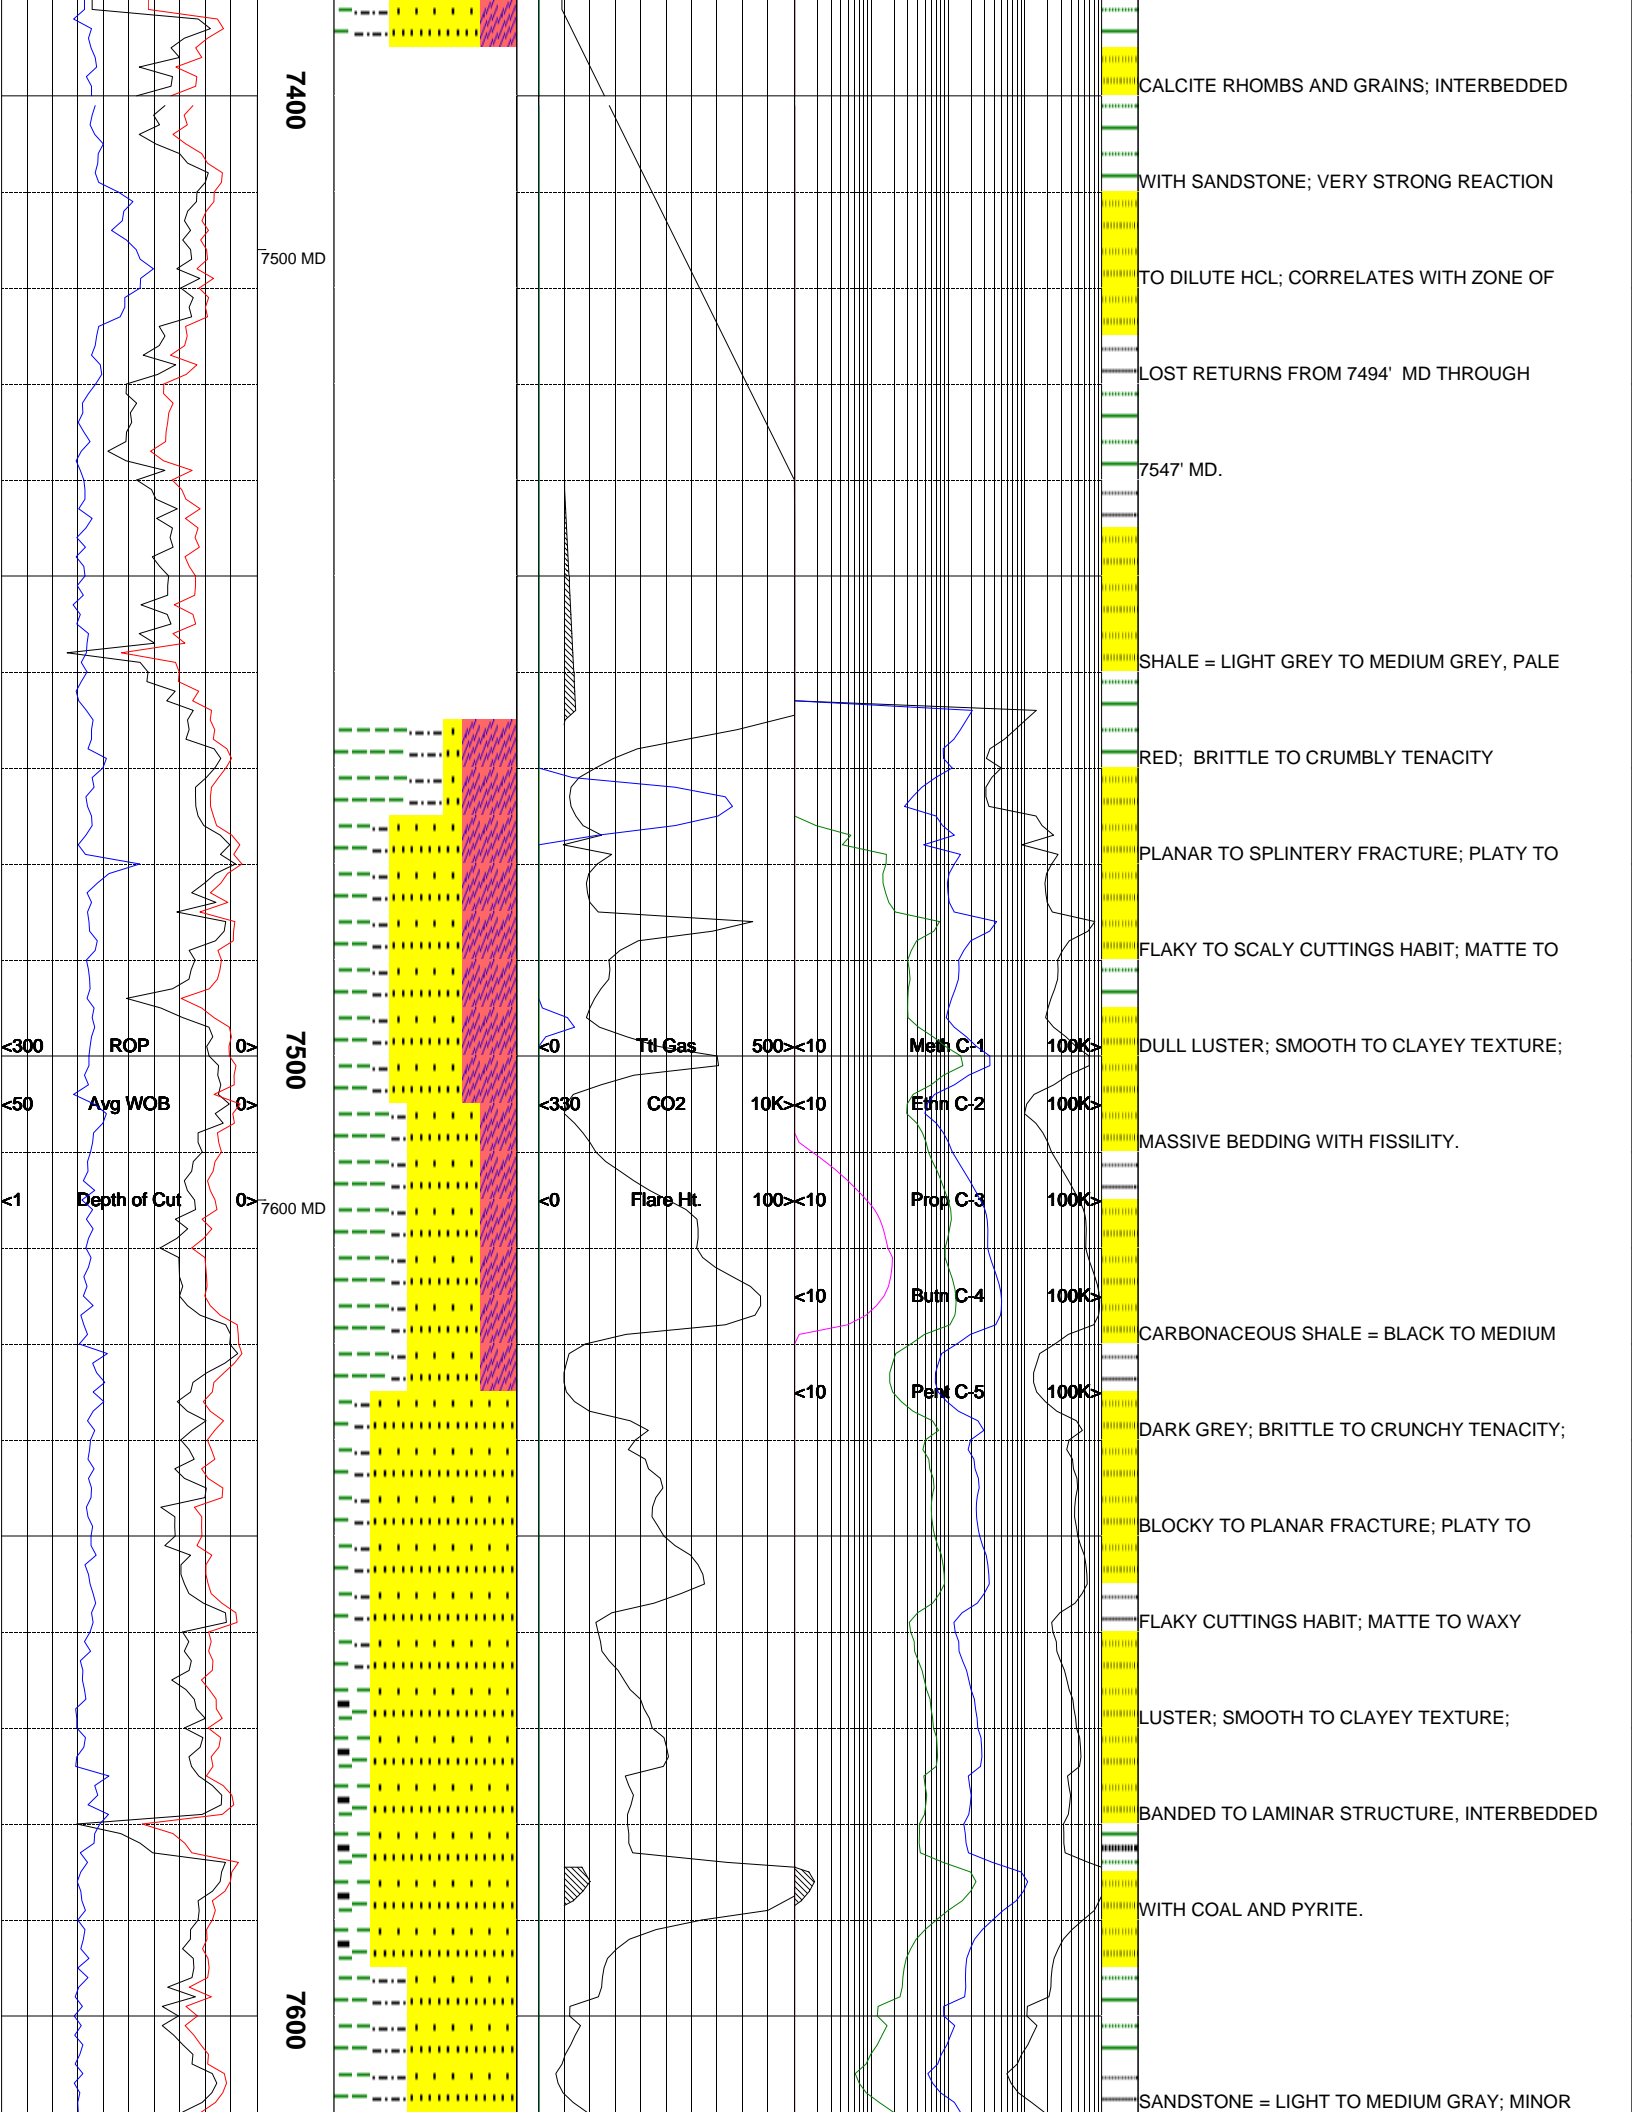 7400
CALCITE RHOMBS AND GRAINS; INTERBEDDED
WITH SANDSTONE; VERY STRONG REACTION
7500 MD
TO DILUTE HCL; CORRELATES WITH ZONE OF
LOST RETURNS FROM 7494' MD THROUGH
7547' MD.
SHALE = LIGHT GREY TO MEDIUM GREY, PALE
RED; BRITTLE TO CRUMBLY TENACITY
PLANAR TO SPLINTERY FRACTURE; PLATY TO
FLAKY TO SCALY CUTTINGS HABIT; MATTE TO
7500
<300 ROP 0> <0 Ttl Gas 500> <10 Meth C-1 100K> DULL LUSTER; SMOOTH TO CLAYEY TEXTURE;
<50 Avg WOB 0> <330 CO2 10K> <10 Ethn C-2 100K>
MASSIVE BEDDING WITH FISSILITY.
<1 Depth of Cut 0> 7600 MD <0 Flare Ht. 100> <10 Prop C-3 100K>
<10 Butn C-4 100K>
CARBONACEOUS SHALE = BLACK TO MEDIUM
<10 Pent C-5 100K>
DARK GREY; BRITTLE TO CRUNCHY TENACITY;
BLOCKY TO PLANAR FRACTURE; PLATY TO
FLAKY CUTTINGS HABIT; MATTE TO WAXY
LUSTER; SMOOTH TO CLAYEY TEXTURE;
BANDED TO LAMINAR STRUCTURE, INTERBEDDED
WITH COAL AND PYRITE.
7600
SANDSTONE = LIGHT TO MEDIUM GRAY; MINOR